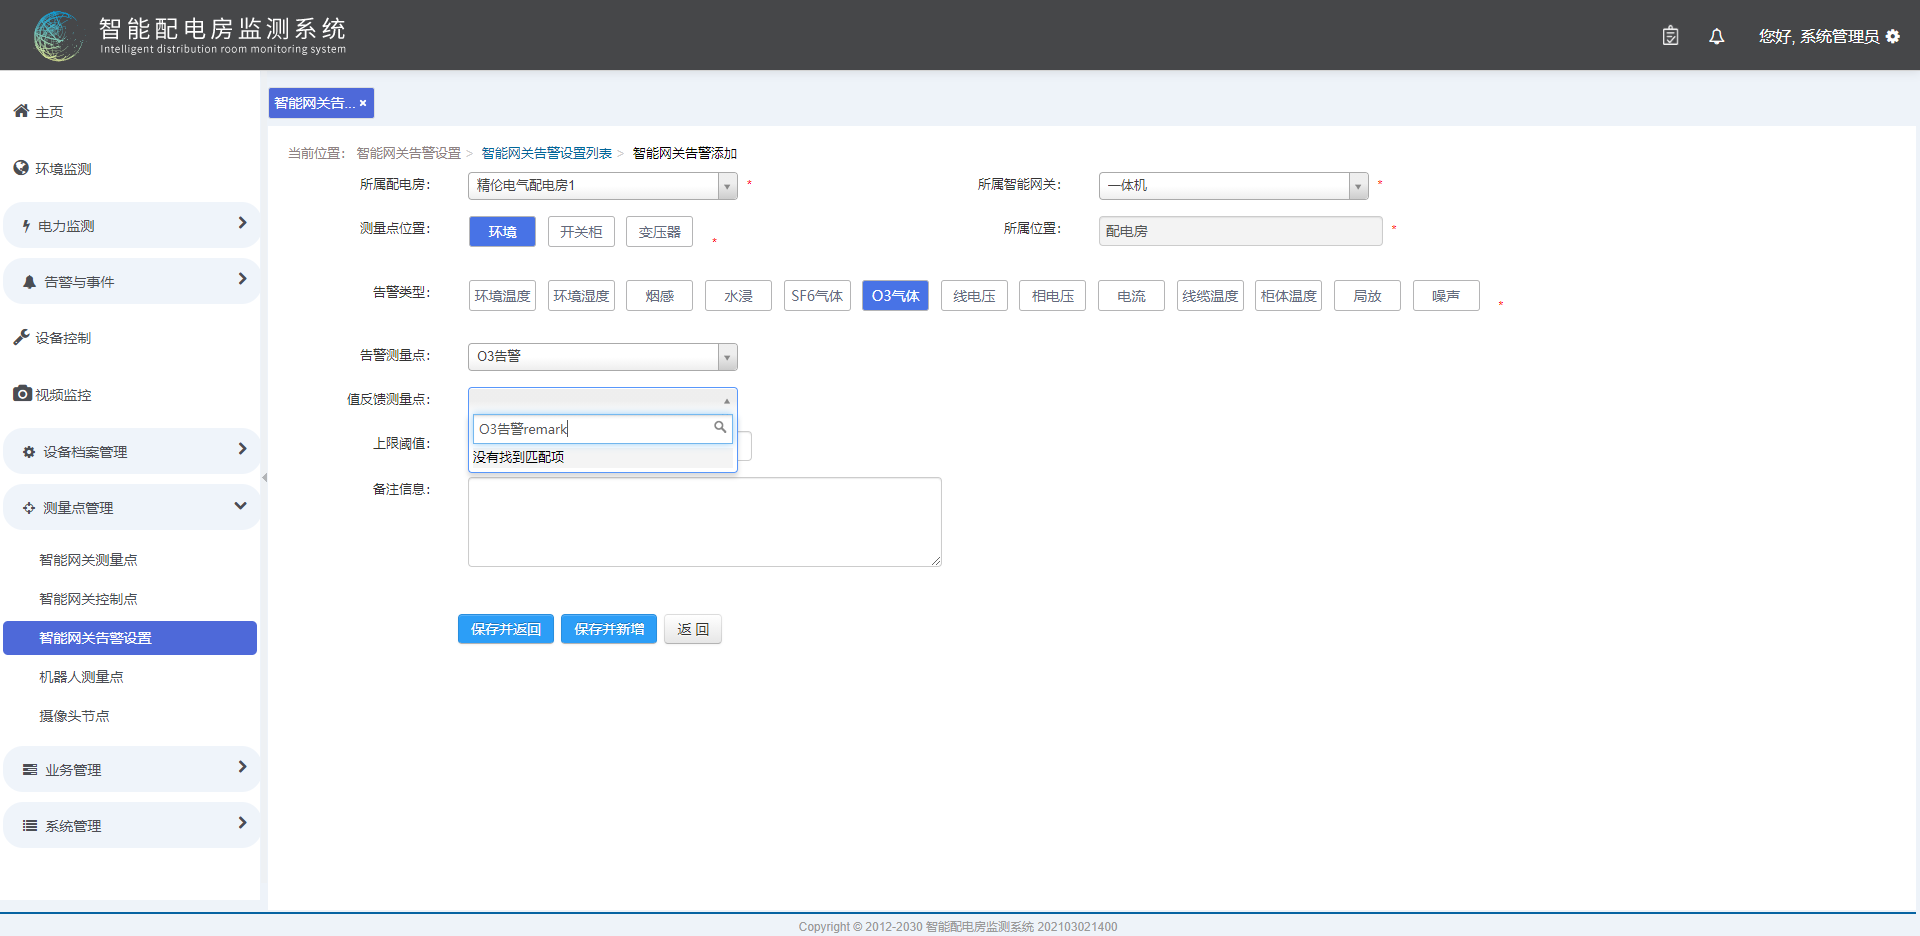 智能配电房监测系统
Intelligent distribution room monitoring system
您好, 系统管理员
主页
环境监测
电力监测
告警与事件
设备控制
视频监控
设备档案管理
测量点管理
智能网关测量点
智能网关控制点
智能网关告警设置
机器人测量点
摄像头节点
业务管理
系统管理
智能网关告... ×
当前位置: 智能网关告警设置 > 智能网关告警设置列表 > 智能网关告警添加
所属配电房: 精伦电气配电房1 * 所属智能网关: 一体机 *
测量点位置: 环境 开关柜 变压器 * 所属位置: 配电房 *
告警类型: 环境温度 环境湿度 烟感 水浸 SF6气体 O3气体 线电压 相电压 电流 线缆温度 柜体温度 局放 噪声 *
告警测量点: O3告警
值反馈测量点:
O3告警remark
没有找到匹配项
上限阈值:
备注信息:
保存并返回 保存并新增 返 回
Copyright © 2012-2030 智能配电房监测系统 202103021400